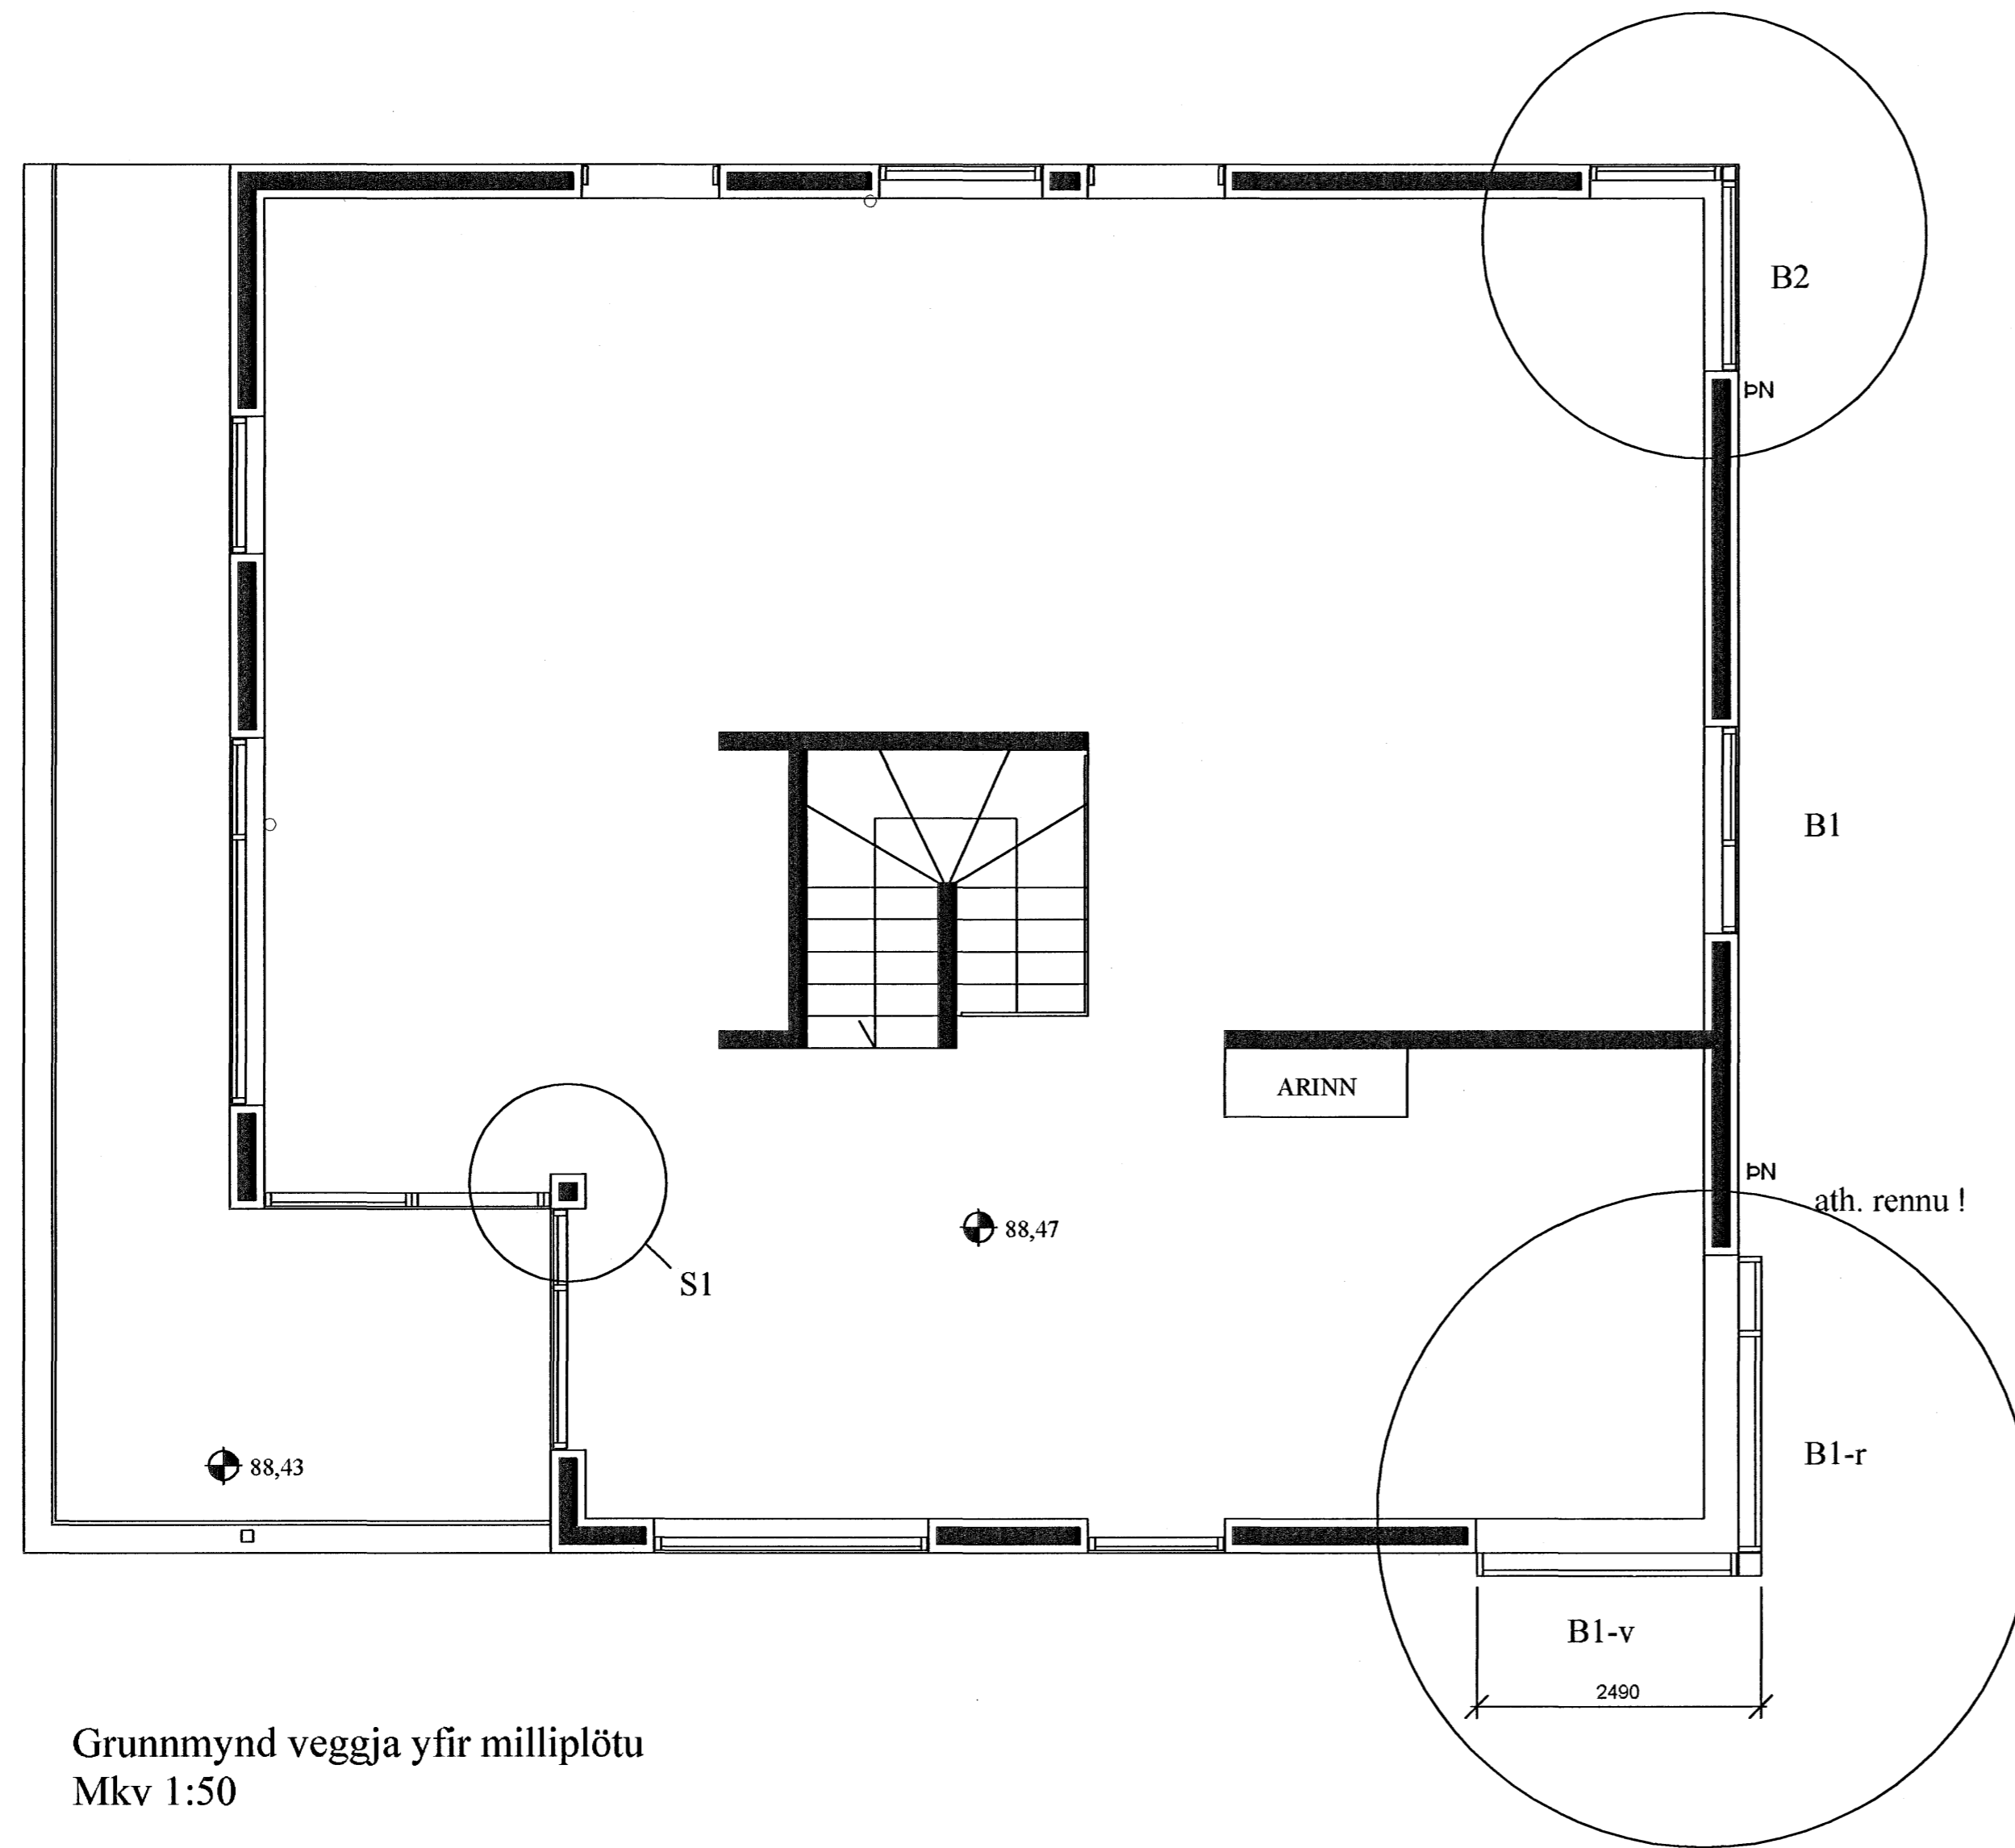 B2
ÞN
B1
ARINN
ÞN
ath. rennu !
88,47
S1
B1-r
88,43
B1-v
2490
Grunnmynd veggja yfir milliplötu
Mkv 1:50